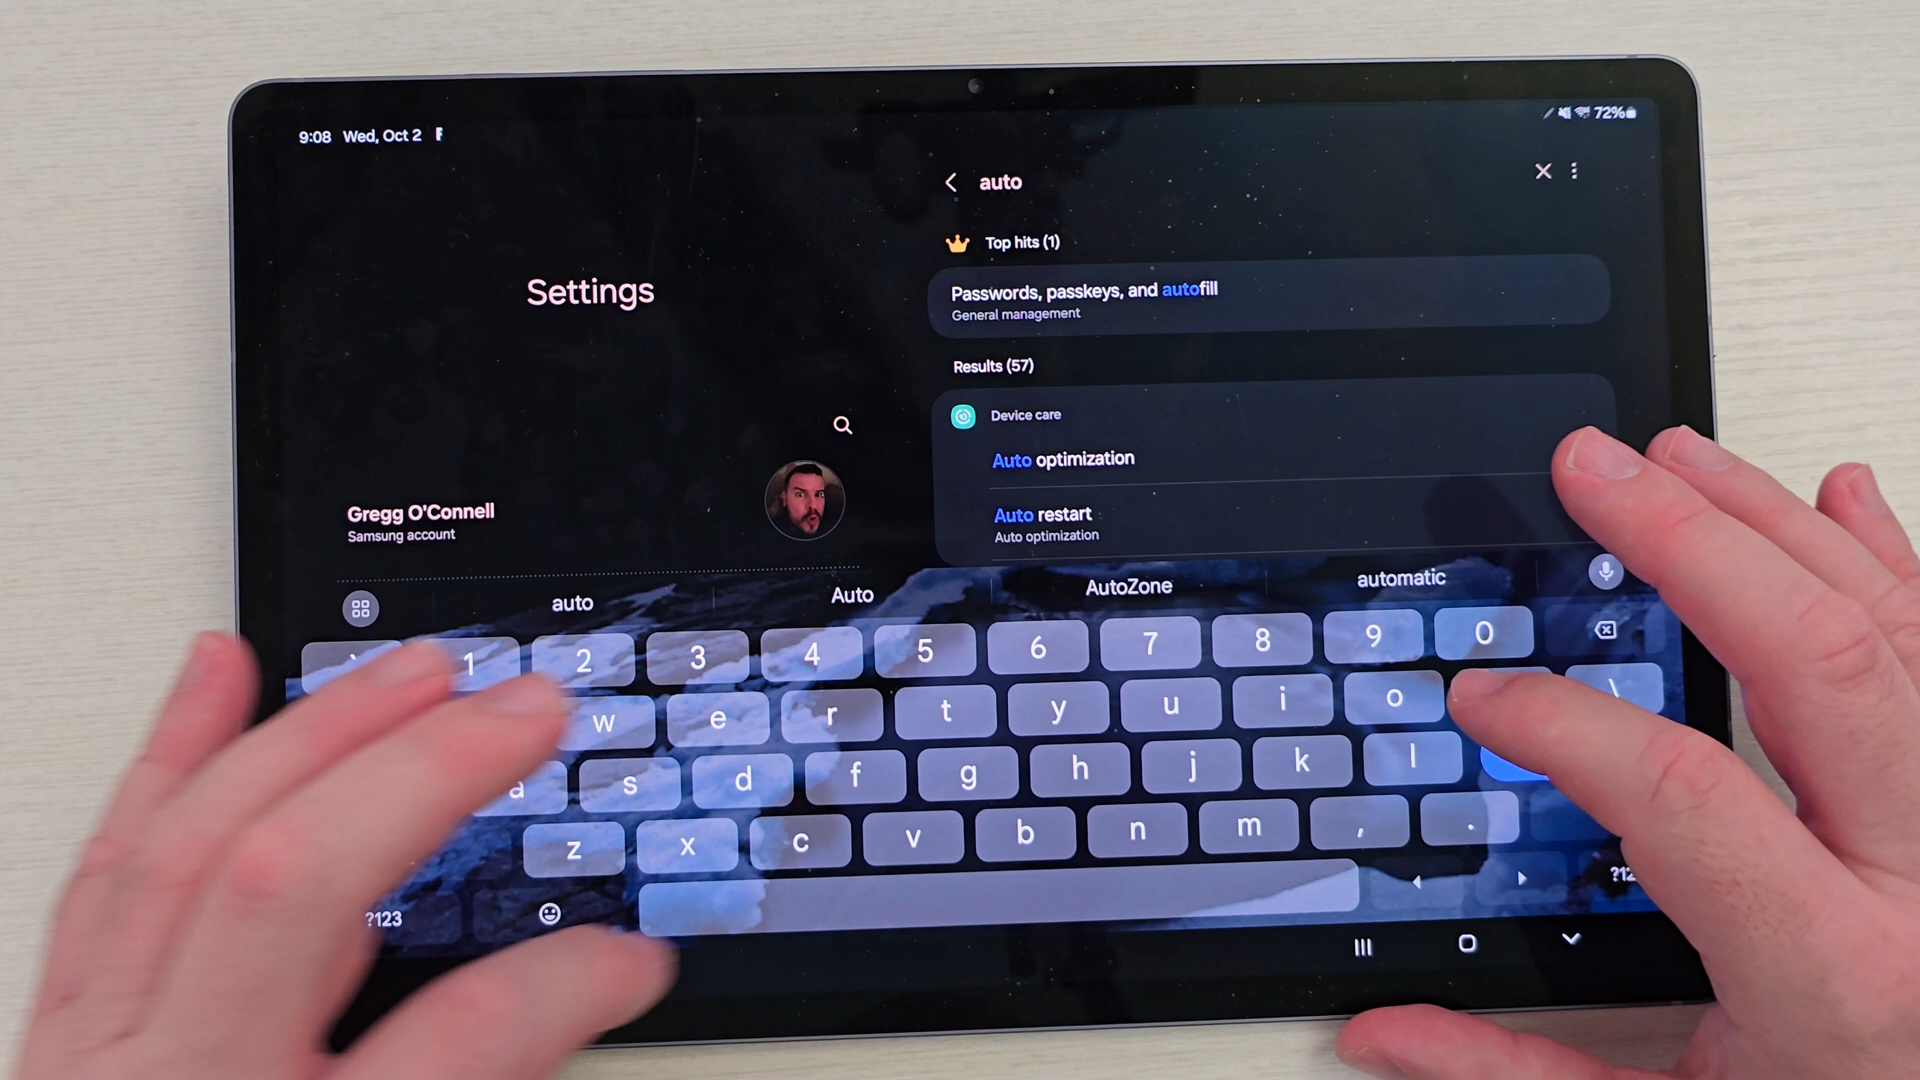 9:08 Wed, Oct 2
72%
Settings
Gregg O'Connell
Samsung account
auto
Top hits (1)
Passwords, passkeys, and autofill
General management
Results (57)
Device care
Auto optimization
Auto restart
Auto optimization
auto Auto AutoZone automatic
` 1 2 3 4 5 6 7 8 9 0
w e r t y u i o \
a s d f g h j k l
z x c v b n m , .
?123 ?12